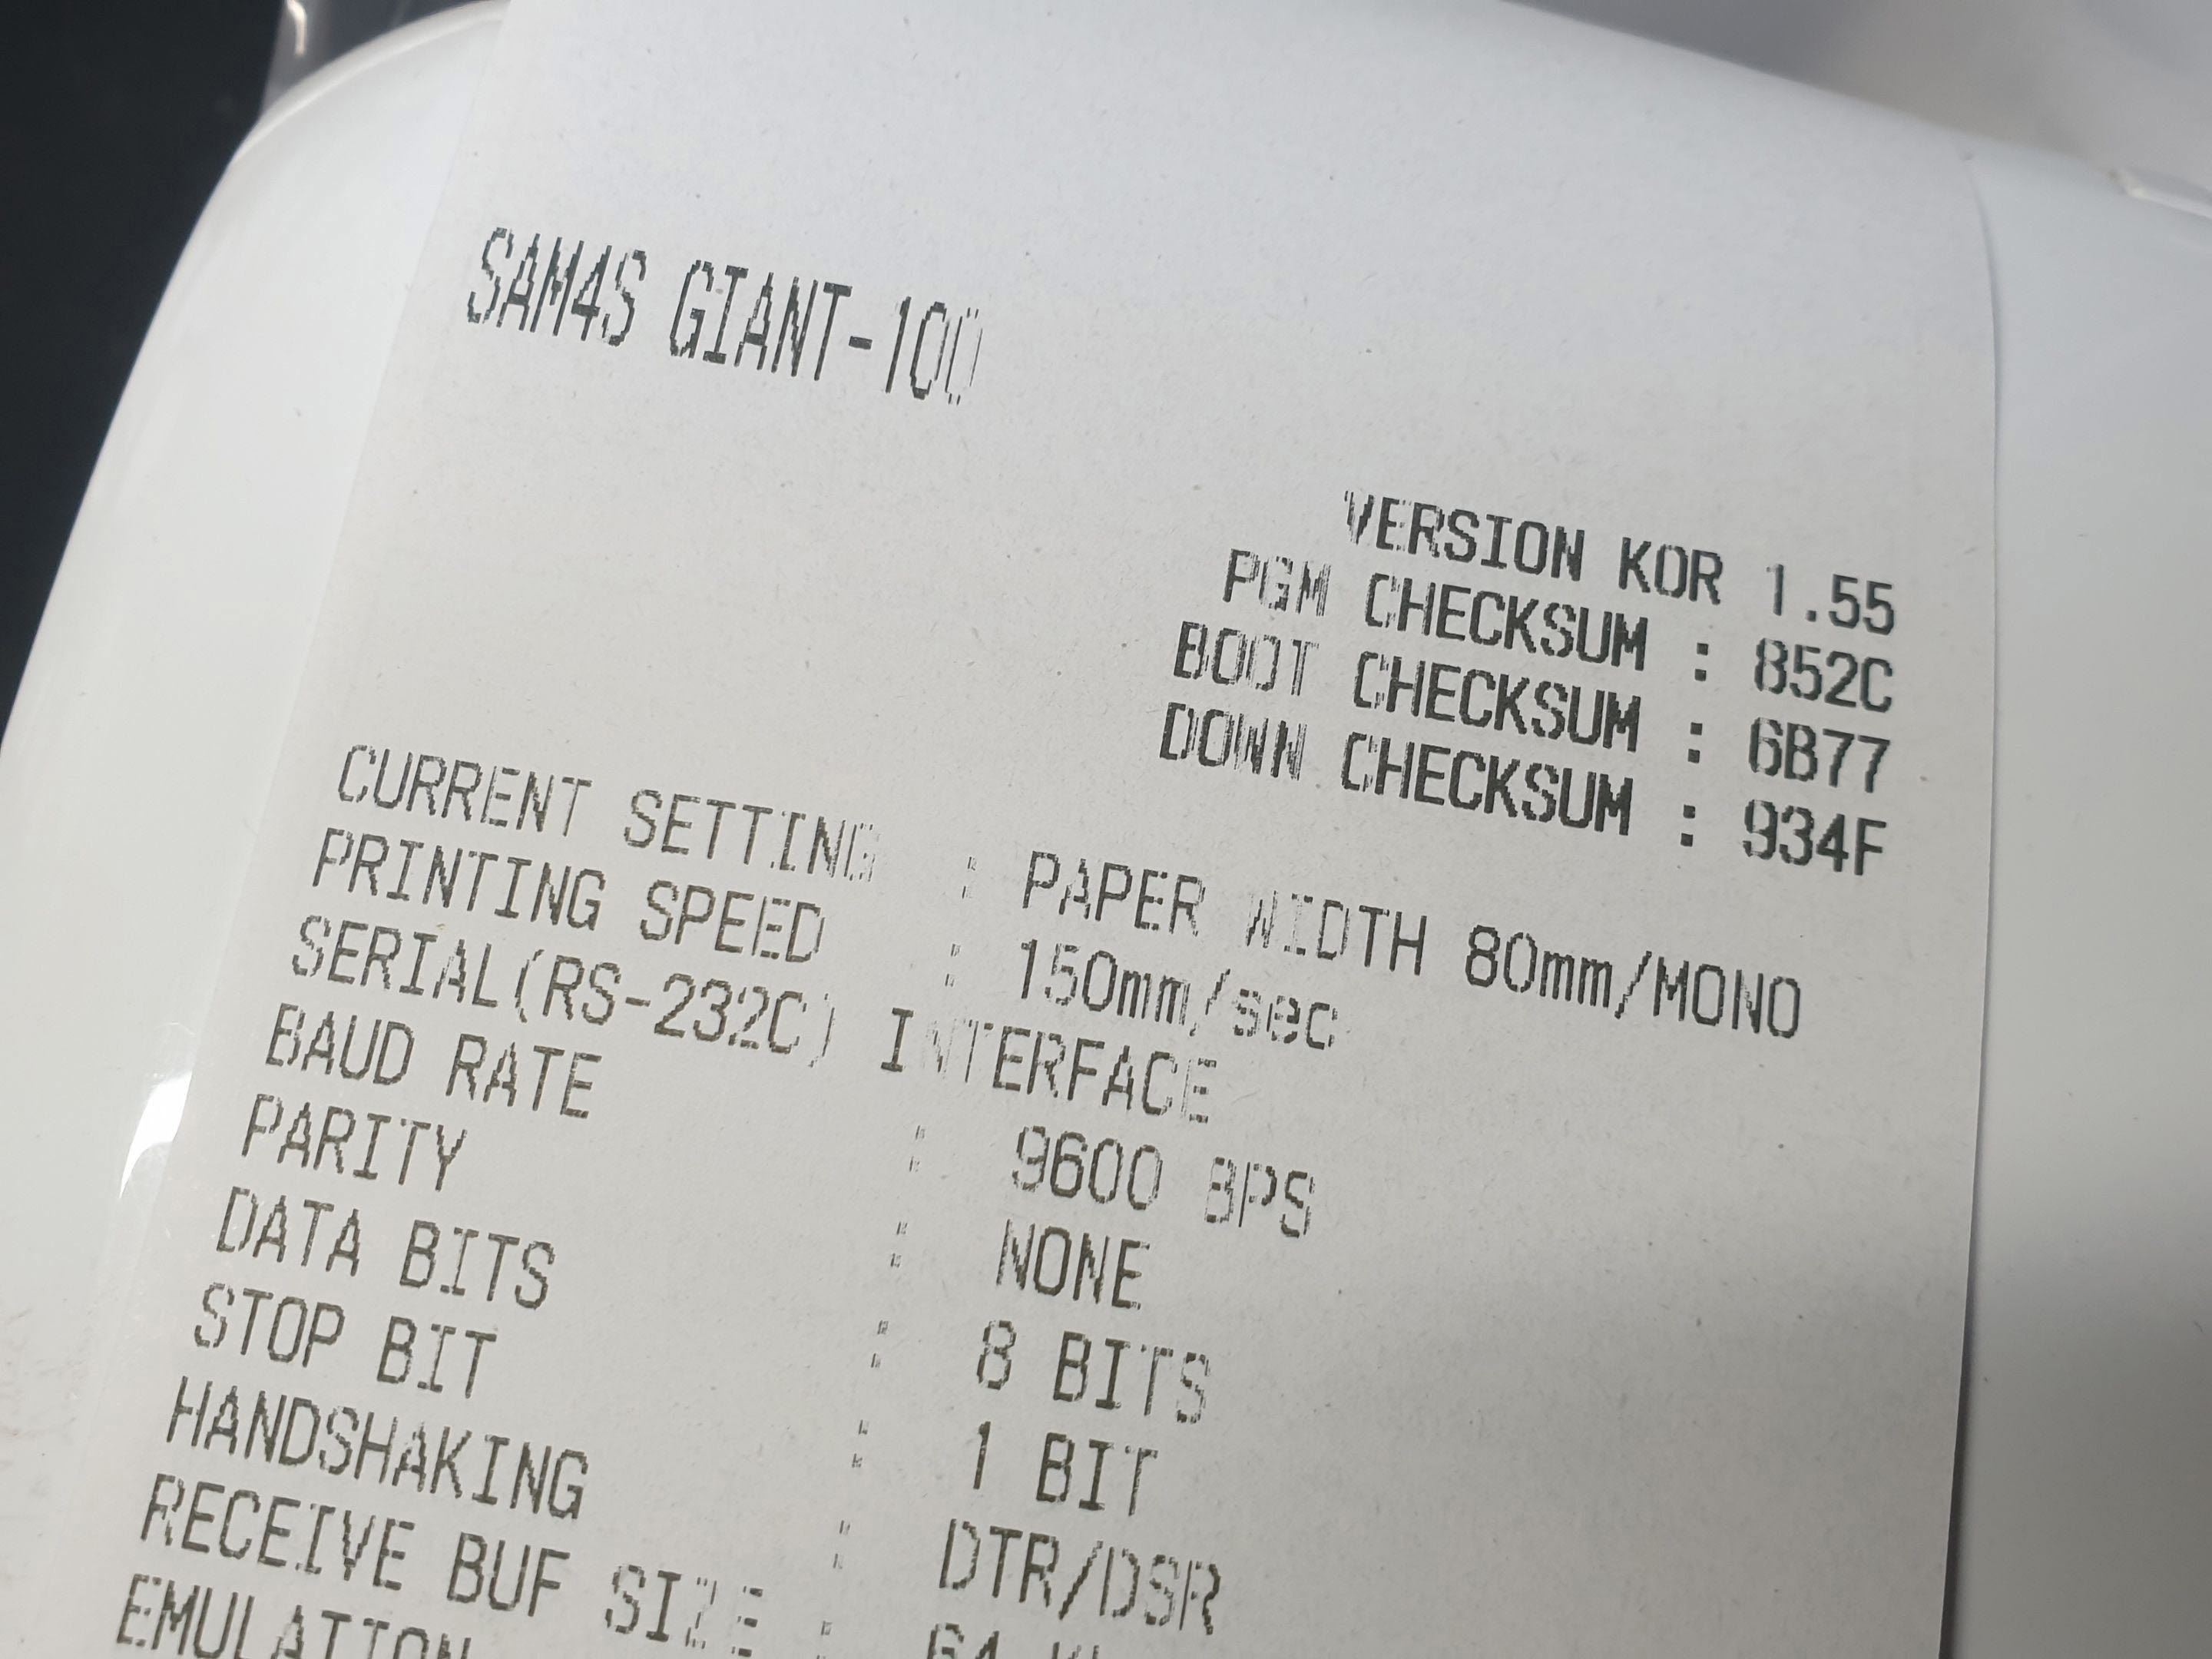 SAM4S GIANT-100
VERSION KOR 1.55
PGM CHECKSUM : 852C
BOOT CHECKSUM : 6B77
DOWN CHECKSUM : 934F
CURRENT SETTING : PAPER WIDTH 80mm/MONO
PRINTING SPEED : 150mm/sec
SERIAL(RS-232C) INTERFACE
BAUD RATE : 9600 BPS
PARITY : NONE
DATA BITS : 8 BITS
STOP BIT : 1 BIT
HANDSHAKING : DTR/DSR
RECEIVE BUF SIZE : 64
EMULATION